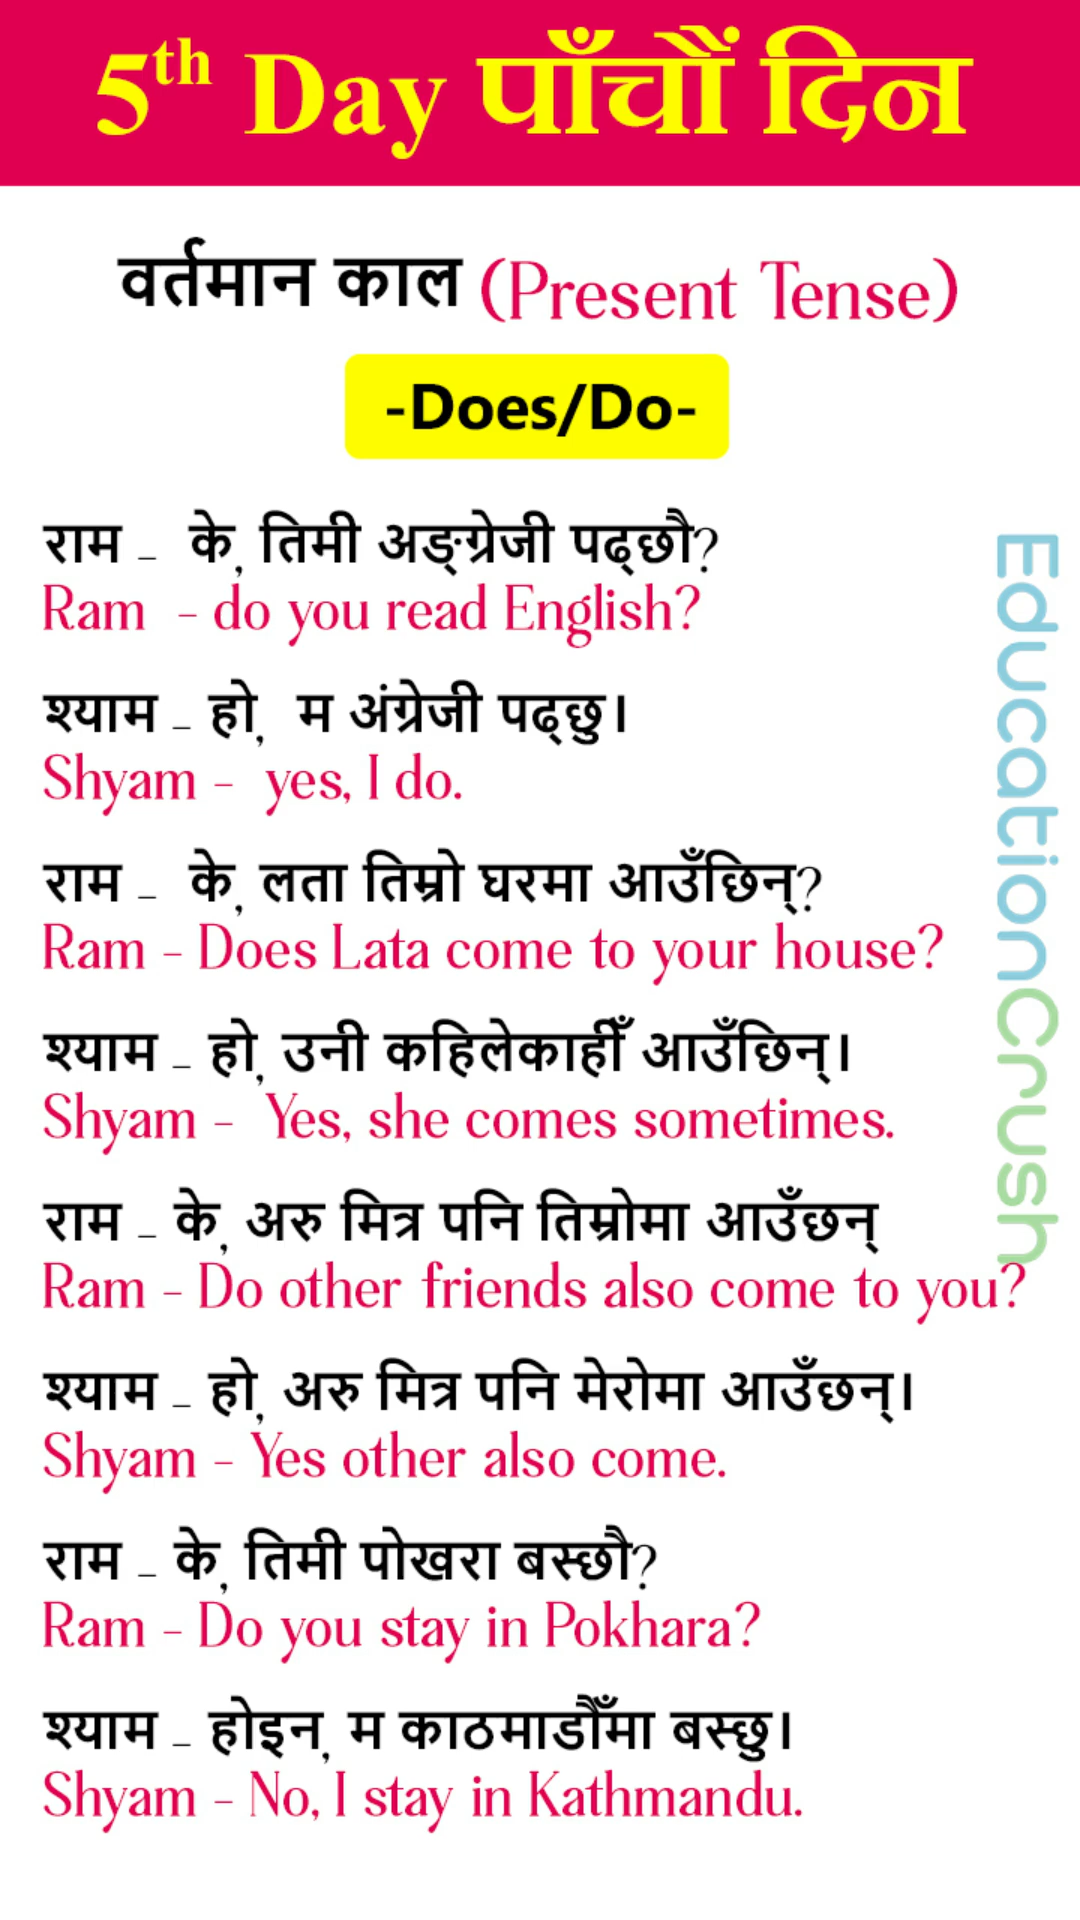 5th Day पाँचौं दिन
वर्तमान काल (Present Tense)
-Does/Do-
राम - के, तिमी अङ्ग्रेजी पढ्छौ?
Ram - do you read English?
श्याम - हो, म अंग्रेजी पढ्छु।
Shyam - yes, I do.
राम - के, लता तिम्रो घरमा आउँछिन्?
Ram - Does Lata come to your house?
श्याम - हो, उनी कहिलेकाहीँ आउँछिन्।
Shyam - Yes, she comes sometimes.
राम - के, अरु मित्र पनि तिम्रोमा आउँछन्
Ram - Do other friends also come to you?
श्याम - हो, अरु मित्र पनि मेरोमा आउँछन्।
Shyam - Yes other also come.
राम - के, तिमी पोखरा बस्छौ?
Ram - Do you stay in Pokhara?
श्याम - होइन, म काठमाडौँमा बस्छु।
Shyam - No, I stay in Kathmandu.
EducationCrush